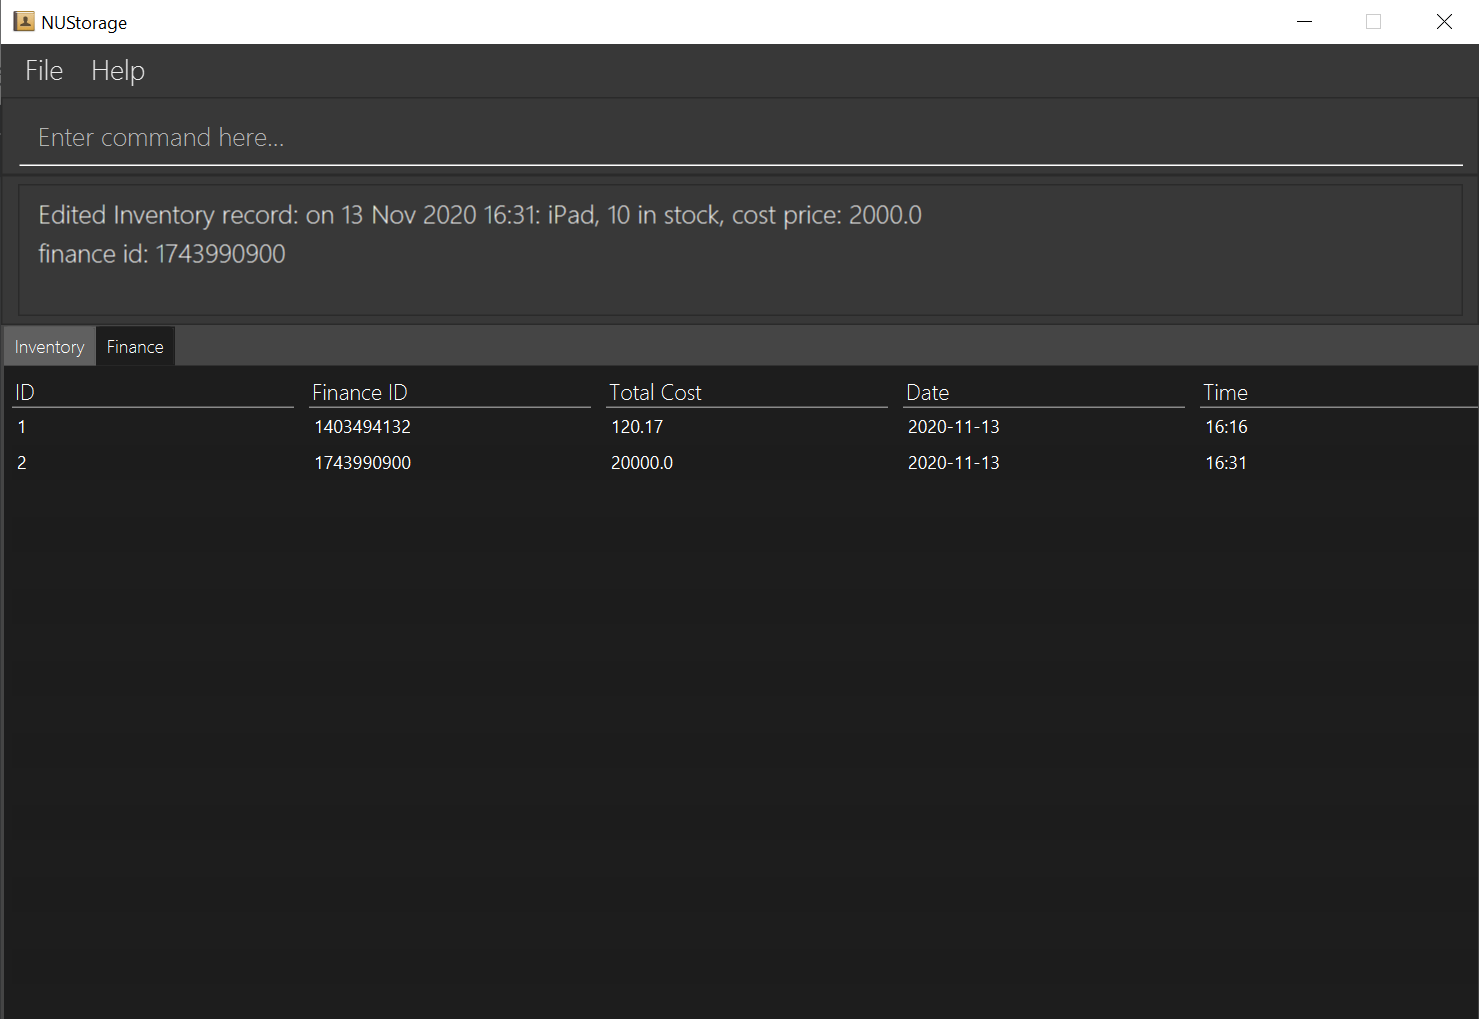 NUStorage
File Help
Enter command here...
Edited Inventory record: on 13 Nov 2020 16:31: iPad, 10 in stock, cost price: 2000.0
finance id: 1743990900
Inventory Finance
ID Finance ID Total Cost Date Time
1 1403494132 120.17 2020-11-13 16:16
2 1743990900 20000.0 2020-11-13 16:31